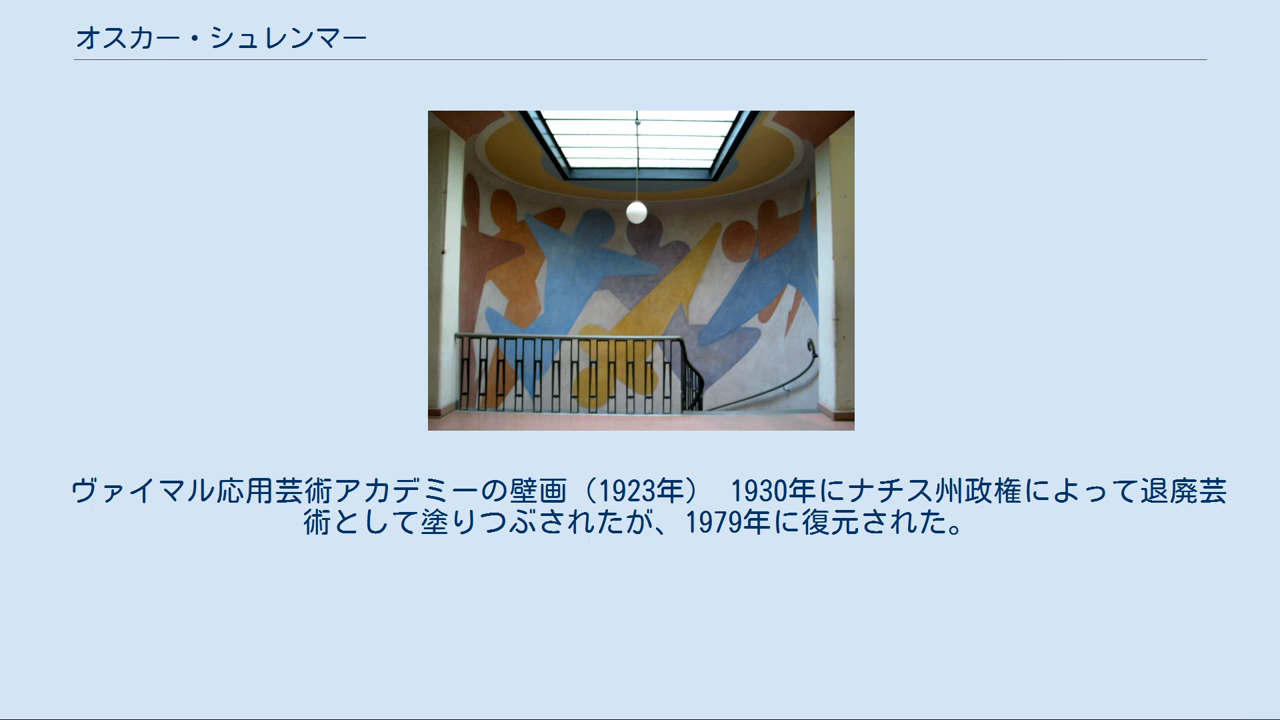 オスカー・シュレンマー
ヴァイマル応用芸術アカデミーの壁画（1923年）　1930年にナチス州政権によって退廃芸
術として塗りつぶされたが、1979年に復元された。